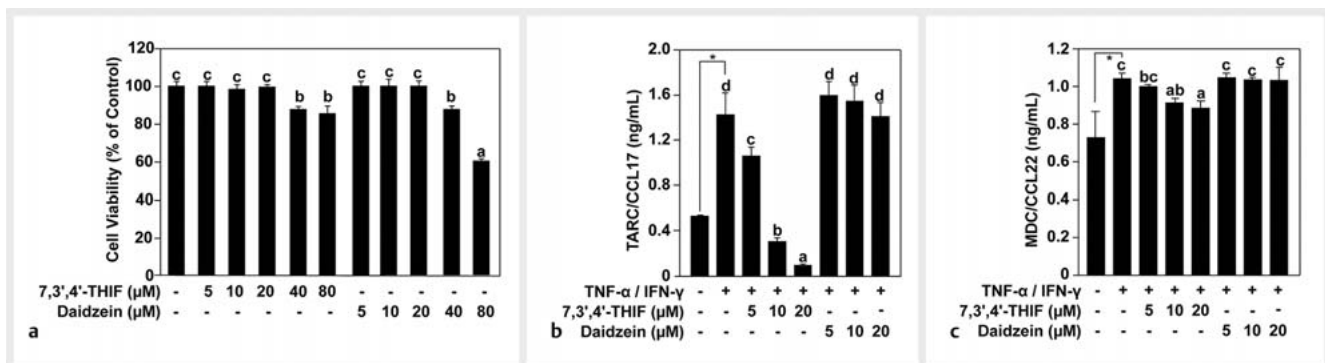 120
100
80
60
40
20
0
Cell Viability (% of Control)
c c c c b b c c c b a
7,3',4'-THIF (µM) - 5 10 20 40 80 - - - - -
Daidzein (µM) - - - - - - 5 10 20 40 80
a
2.0
1.6
1.2
0.8
0.4
0
TARC/CCL17 (ng/mL)
*
d c b a d d d
TNF-α / IFN-γ - + + + + + + +
7,3',4'-THIF (µM) - - 5 10 20 - - -
Daidzein (µM) - - - - - 5 10 20
b
1.2
1.0
0.8
0.6
0.4
0.2
0.0
MDC/CCL22 (ng/mL)
*
c bc ab a c c c
TNF-α / IFN-γ - + + + + + + +
7,3',4'-THIF (µM) - - 5 10 20 - - -
Daidzein (µM) - - - - - 5 10 20
c